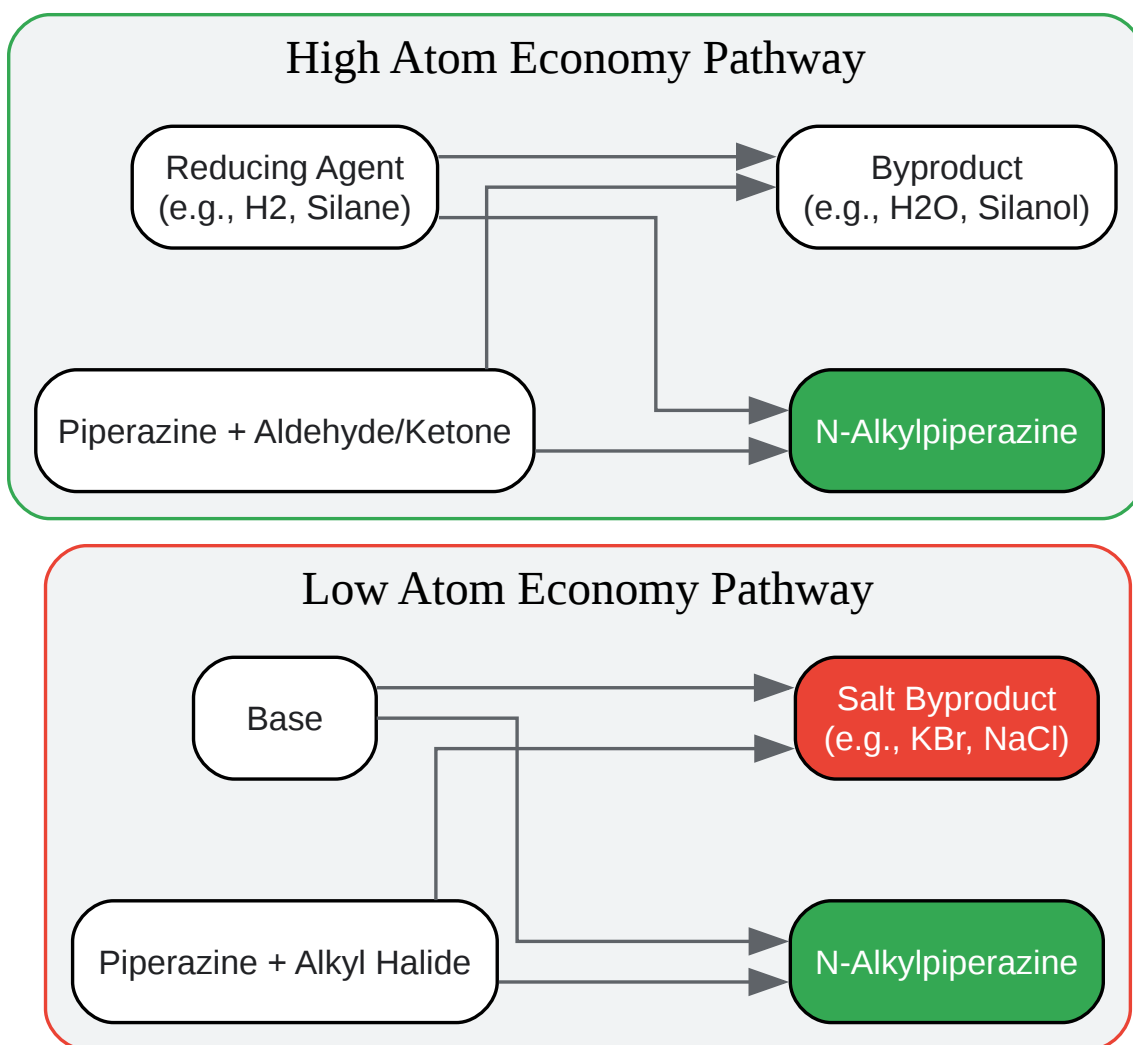 High Atom Economy Pathway
Reducing Agent
(e.g., H2, Silane)
Byproduct
(e.g., H2O, Silanol)
Piperazine + Aldehyde/Ketone
N-Alkylpiperazine
Low Atom Economy Pathway
Base
Salt Byproduct
(e.g., KBr, NaCl)
Piperazine + Alkyl Halide
N-Alkylpiperazine